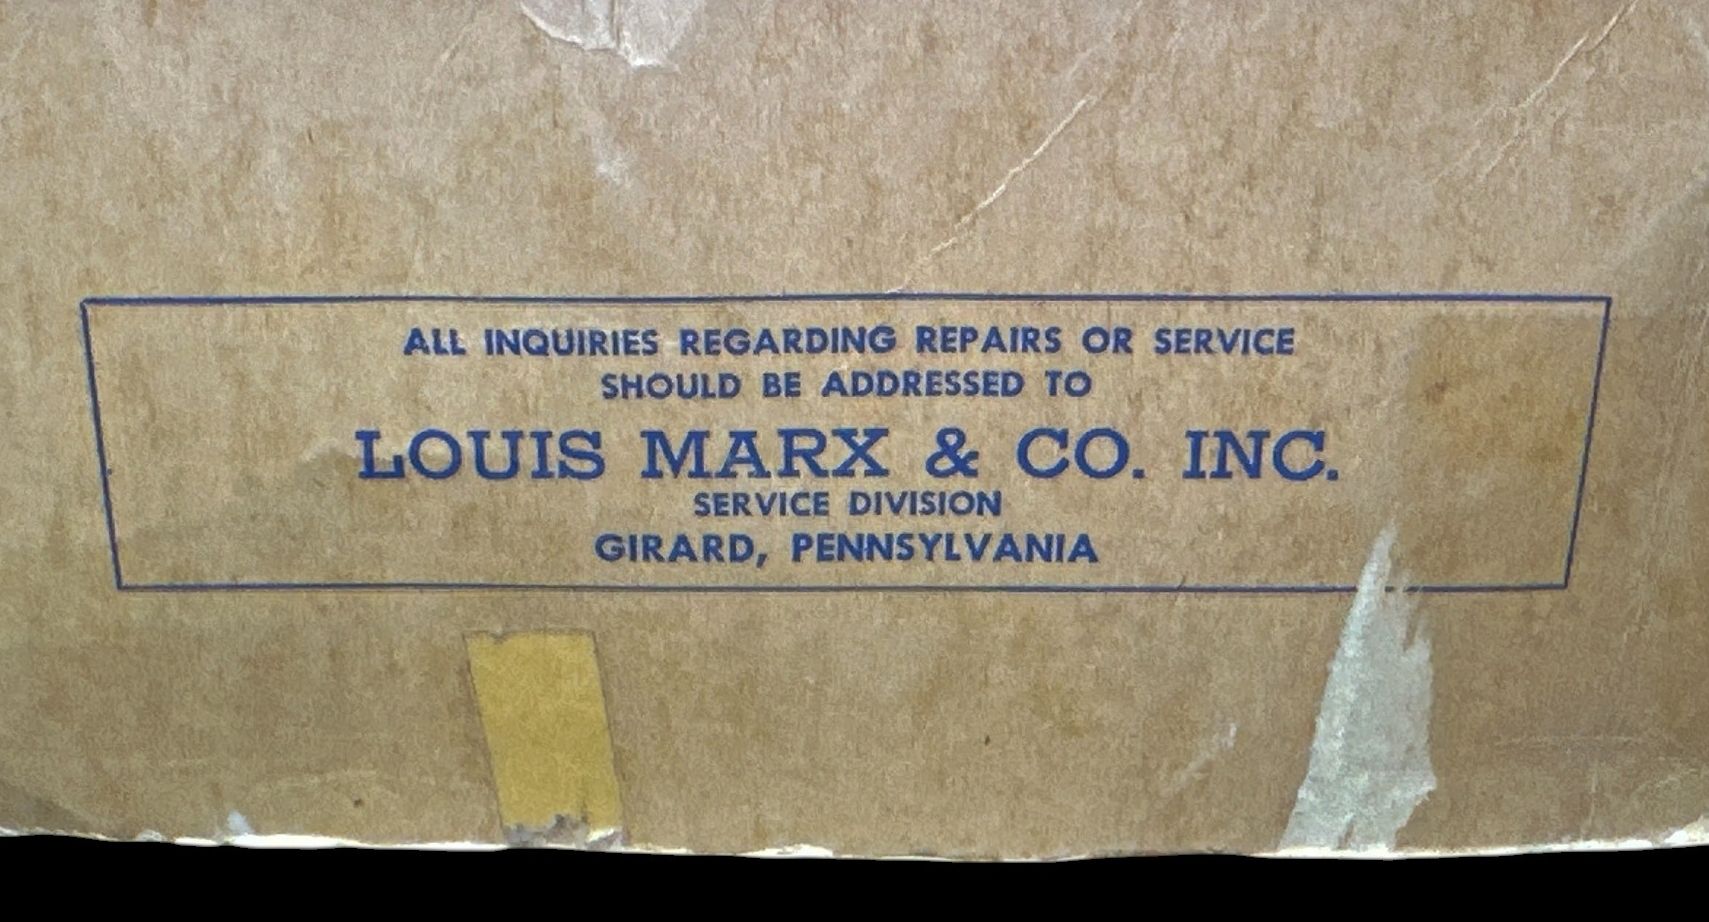 ALL INQUIRIES REGARDING REPAIRS OR SERVICE
SHOULD BE ADDRESSED TO
LOUIS MARX & CO. INC.
SERVICE DIVISION
GIRARD, PENNSYLVANIA